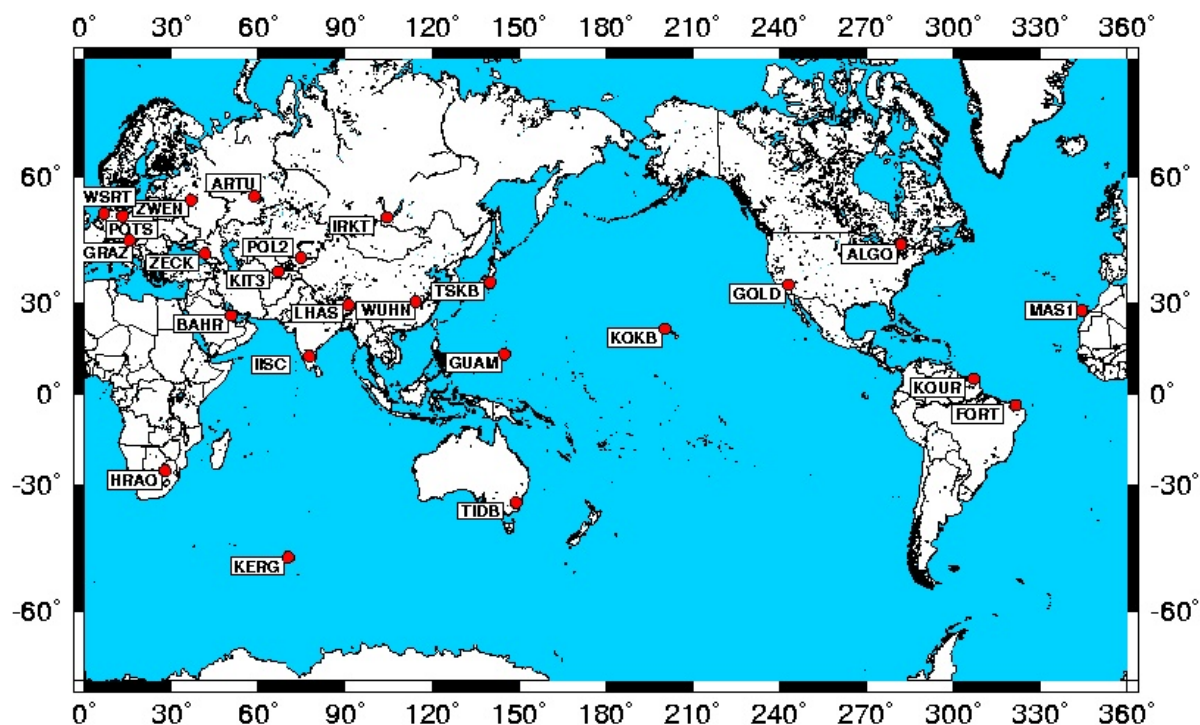 0 30° 60° 90° 120° 150° 180° 210° 240° 270° 300° 330° 360°
60° 60°
ARTU
WSRT
ZWEN
POTS
IRKT
GRAZ
POL2
ALGO
ZECK
KIT3
TSKB
GOLD
30° 30°
LHAS
WUHN
MAS1
BAHR
KOKB
IISC
GUAM
KOUR
0° 0°
FORT
HRAO
-30° -30°
TIDB
KERG
-60° -60°
0 30° 60° 90° 120° 150° 180° 210° 240° 270° 300° 330° 360°